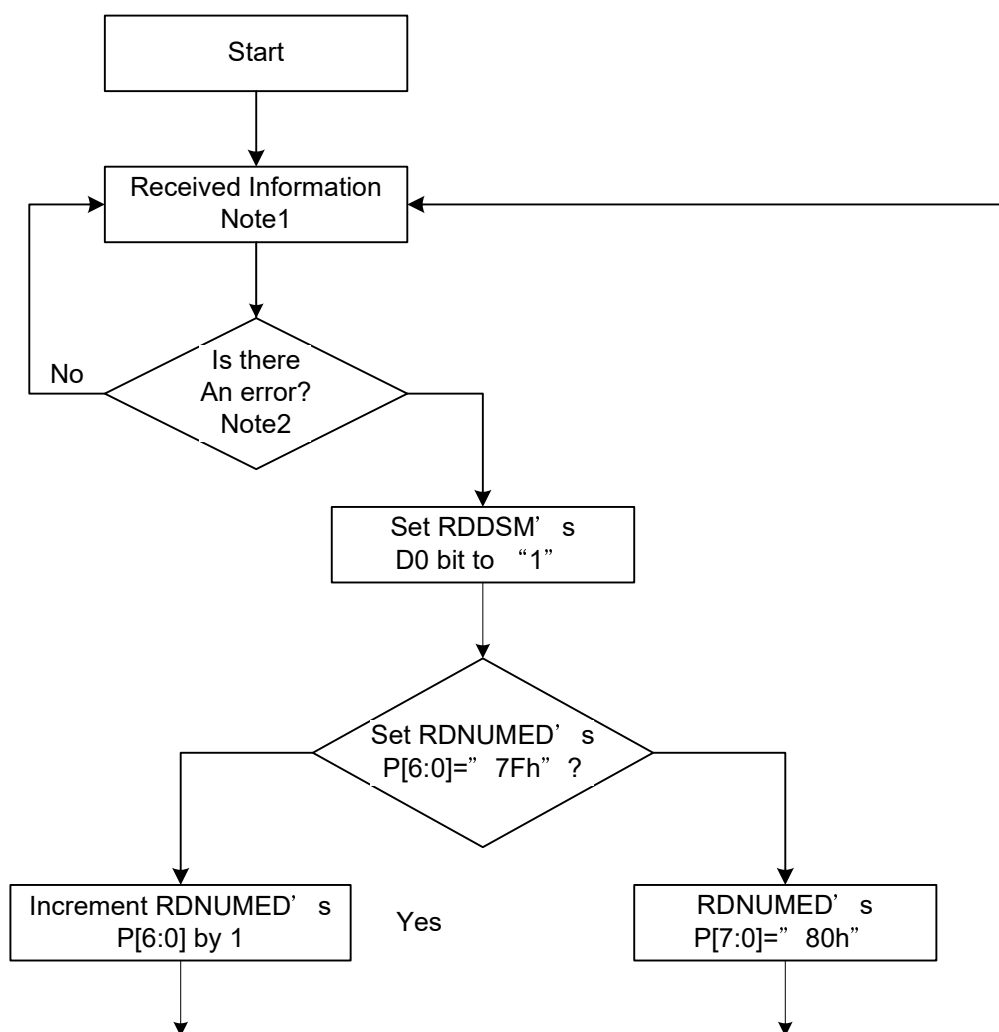 Start
Received Information
Note1
Is there
An error?
Note2
No
Set RDDSM’ s
D0 bit to “1”
Set RDNUMED’ s
P[6:0]=” 7Fh” ?
Increment RDNUMED’ s
P[6:0] by 1
Yes
RDNUMED’ s
P[7:0]=” 80h”